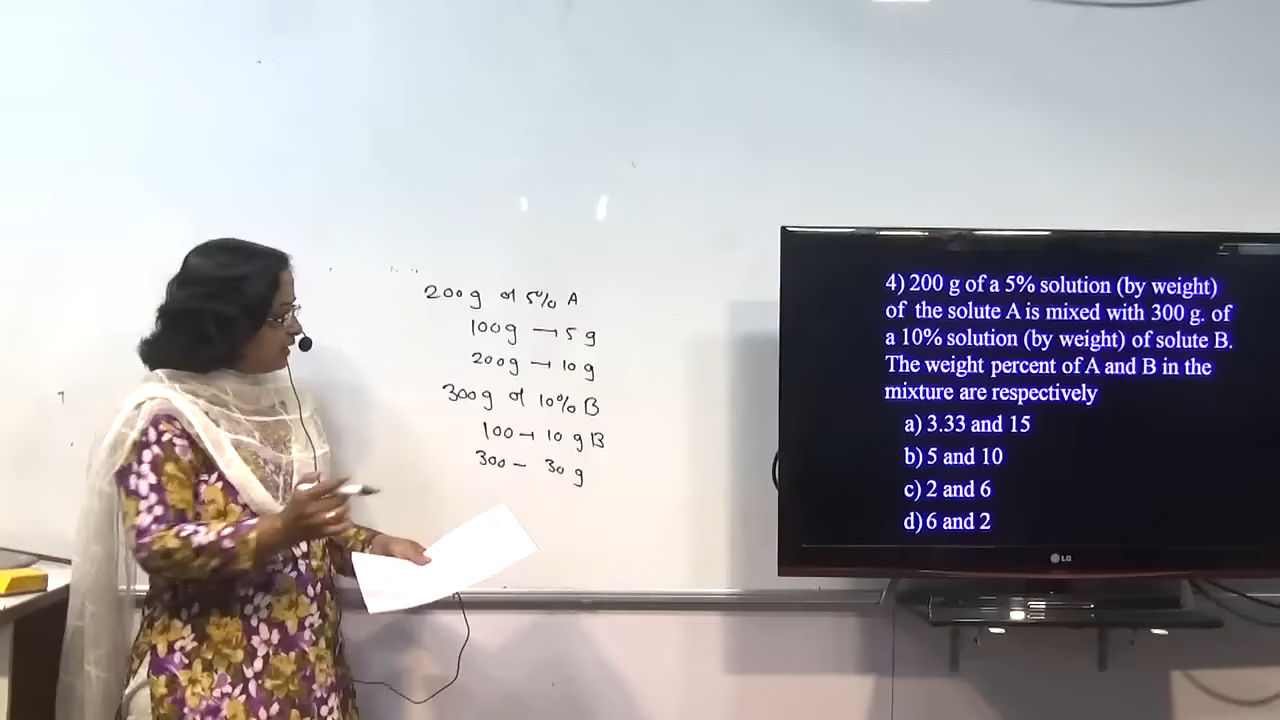 200g of 5% A
100g → 5 g
200g → 10 g
300g of 10% B
100 → 10 g B
300 — 30 g
4) 200 g of a 5% solution (by weight)
of the solute A is mixed with 300 g. of
a 10% solution (by weight) of solute B.
The weight percent of A and B in the
mixture are respectively
a) 3.33 and 15
b) 5 and 10
c) 2 and 6
d) 6 and 2
LG